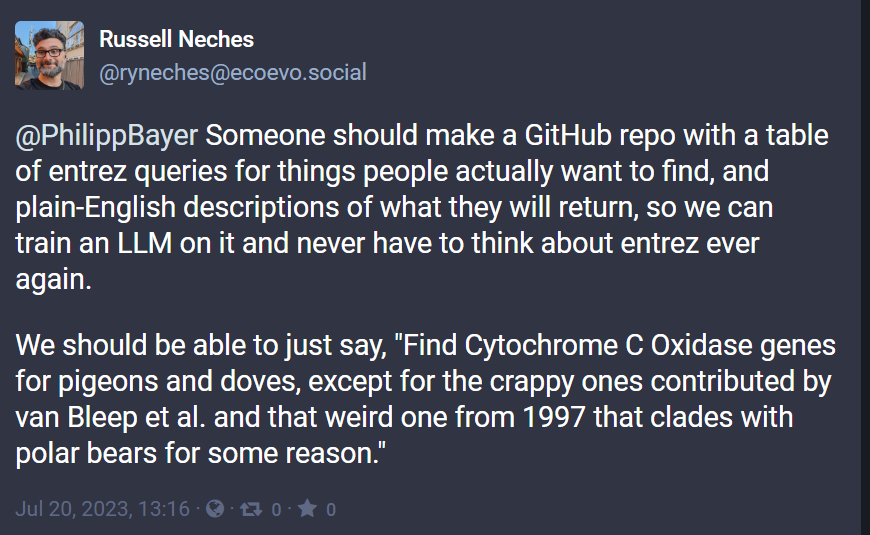 Russell Neches
@ryneches@ecoevo.social
@PhilippBayer Someone should make a GitHub repo with a table
of entrez queries for things people actually want to find, and
plain-English descriptions of what they will return, so we can
train an LLM on it and never have to think about entrez ever
again.
We should be able to just say, "Find Cytochrome C Oxidase genes
for pigeons and doves, except for the crappy ones contributed by
van Bleep et al. and that weird one from 1997 that clades with
polar bears for some reason."
Jul 20, 2023, 13:16 · · 0 · 0